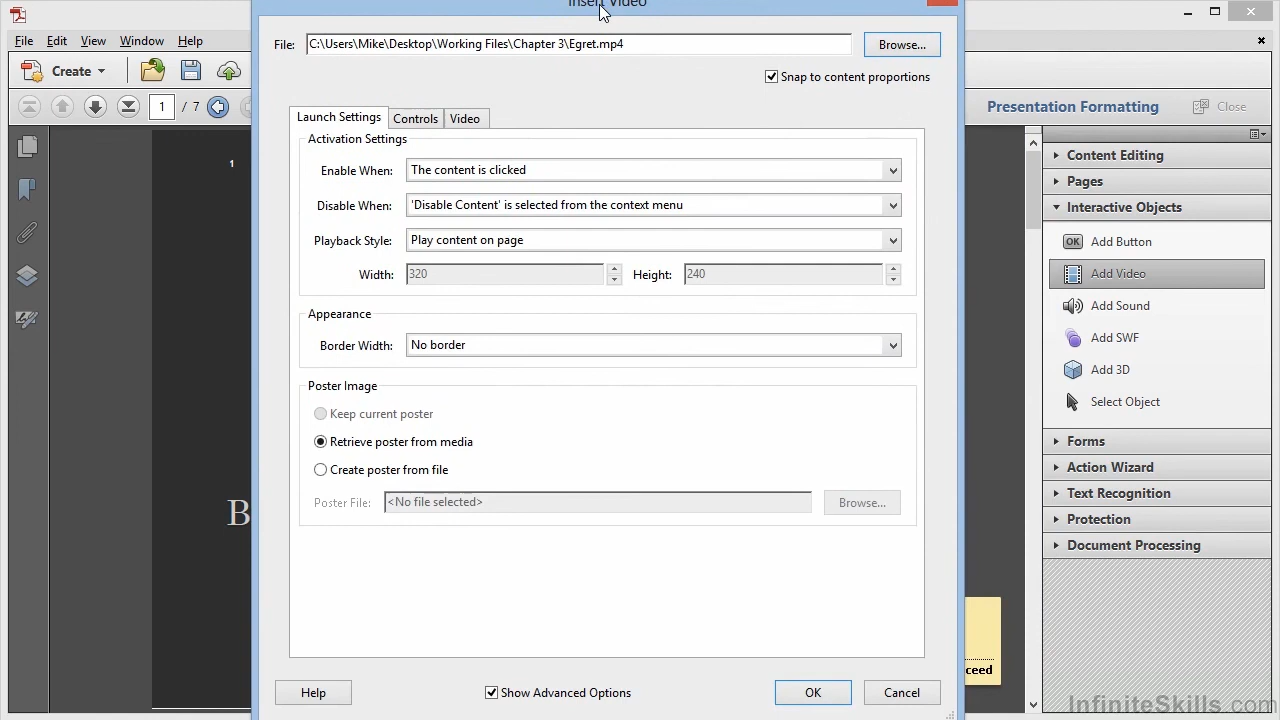 Insert Video
File Edit View Window Help
File: C:\Users\Mike\Desktop\Working Files\Chapter 3\Egret.mp4 Browse...
Create
Snap to content proportions
1 / 7
Presentation Formatting Close
Launch Settings Controls Video
Activation Settings
Enable When: The content is clicked
Disable When: 'Disable Content' is selected from the context menu
Playback Style: Play content on page
Width: 320 Height: 240
Appearance
Border Width: No border
Poster Image
Keep current poster
Retrieve poster from media
Create poster from file
Poster File: <No file selected> Browse...
Help Show Advanced Options OK Cancel
1
B
Content Editing
Pages
Interactive Objects
OK Add Button
Add Video
Add Sound
Add SWF
Add 3D
Select Object
Forms
Action Wizard
Text Recognition
Protection
Document Processing
ceed
InfiniteSkills.com